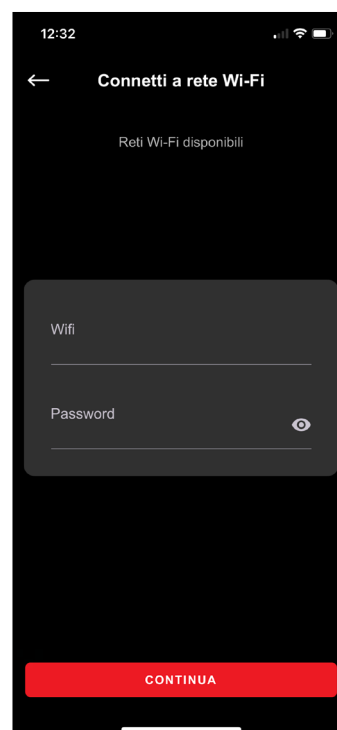 12:32
Connetti a rete Wi-Fi
Reti Wi-Fi disponibili
Wifi
Password
CONTINUA